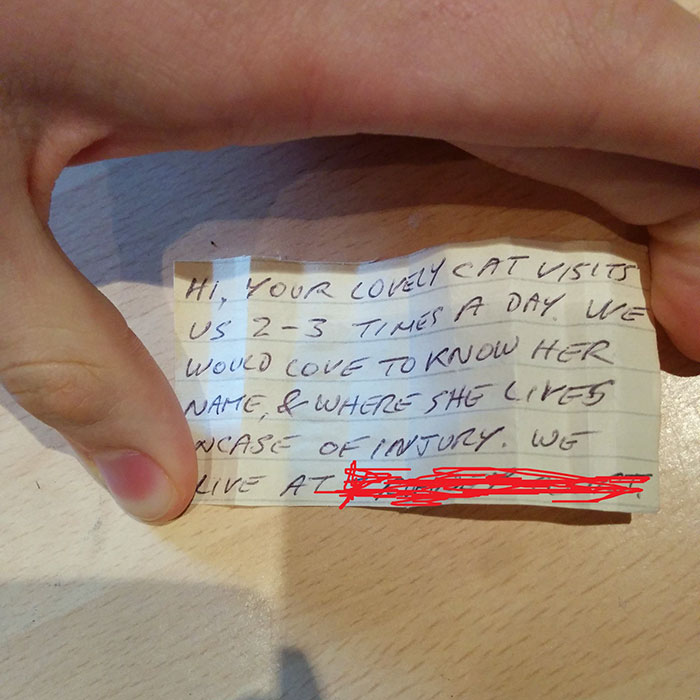 HI, YOUR LOVELY CAT VISITS
US 2-3 TIMES A DAY. WE
WOULD LOVE TO KNOW HER
NAME, & WHERE SHE LIVES
NCASE OF INJURY. WE
LIVE AT